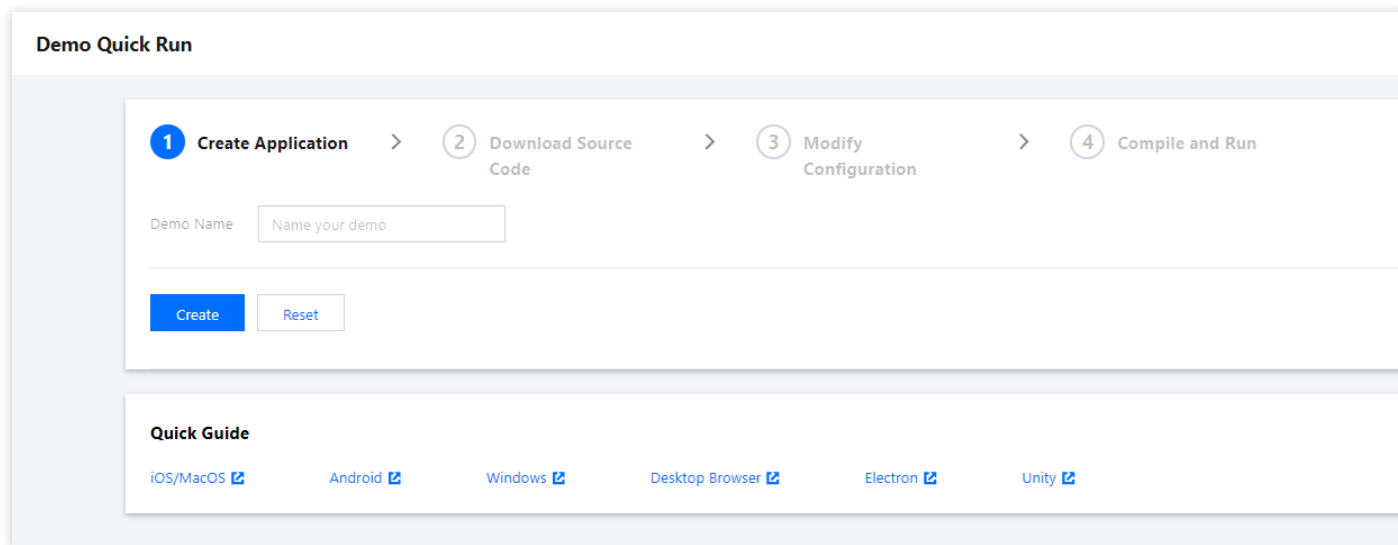 Demo Quick Run
1 Create Application > 2 Download Source Code > 3 Modify Configuration > 4 Compile and Run
Demo Name Name your demo
Create Reset
Quick Guide
iOS/MacOS Android Windows Desktop Browser Electron Unity